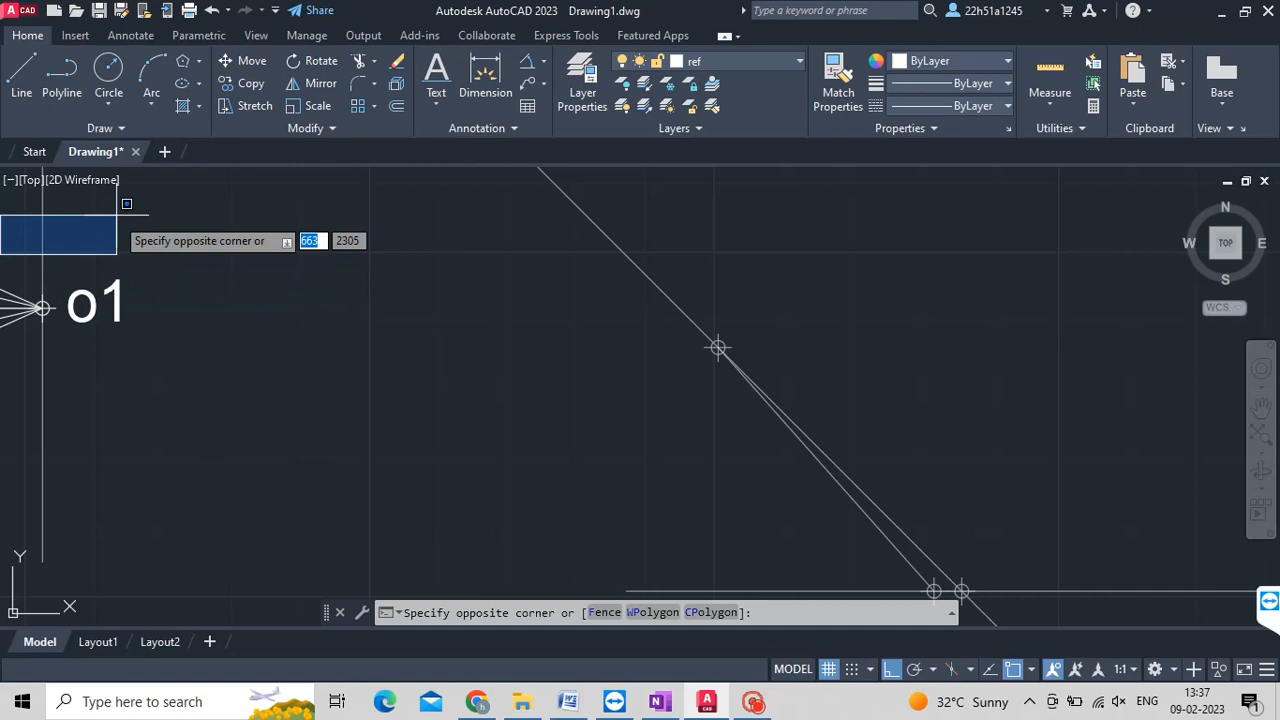 CAD
Share
Autodesk AutoCAD 2023 Drawing1.dwg
Type a keyword or phrase
22h51a1245
Home Insert Annotate Parametric View Manage Output Add-ins Collaborate Express Tools Featured Apps
Line Polyline Circle Arc
Move Rotate
Copy Mirror
Stretch Scale
Text Dimension
Layer Properties
ref
Match Properties
ByLayer
ByLayer
ByLayer
Measure Paste Base
Draw Modify Annotation Layers Properties Utilities Clipboard View
Start Drawing1*
[−][Top][2D Wireframe]
N
W TOP E
S
WCS
Specify opposite corner or 663 2305
o1
Y
X
Specify opposite corner or [Fence WPolygon CPolygon]:
Model Layout1 Layout2
MODEL 1:1
Type here to search
32°C Sunny
ENG
13:37
09-02-2023
1
CAD